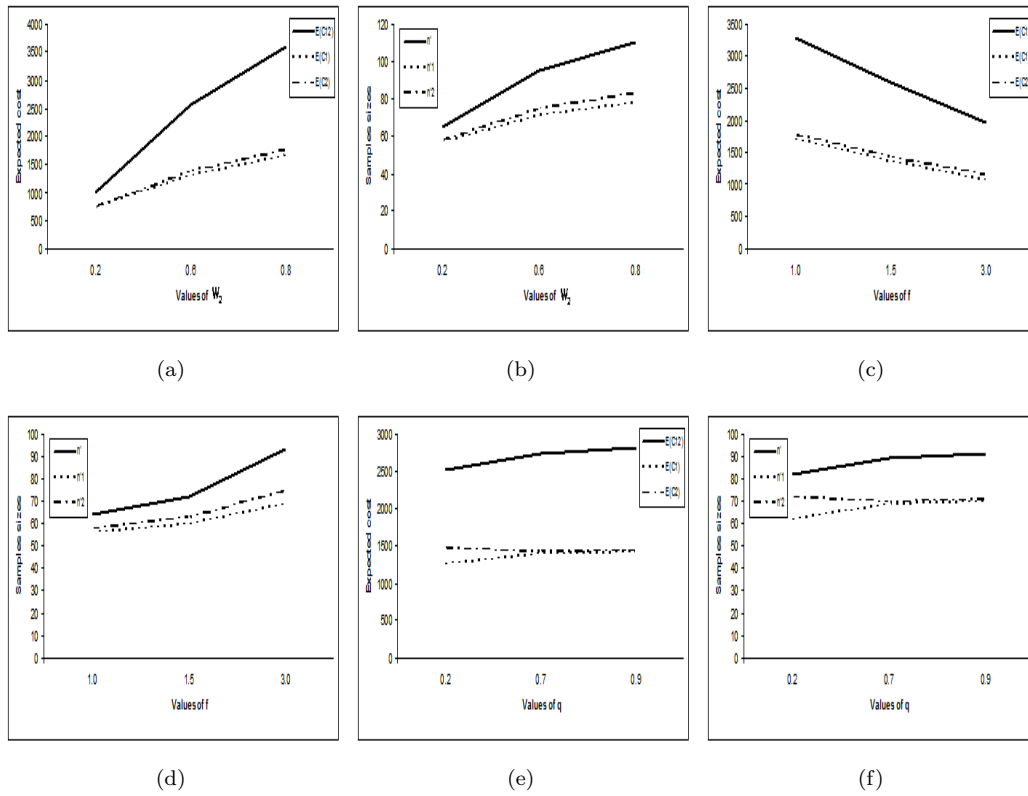 4000
3500
3000
2500
2000
1500
1000
500
0
Expected cost
E(C12)
E(C1)
E(C2)
0.2 0.6 0.8
Values of W2
(a)
120
100
80
60
40
20
0
Samples sizes
n'
n'1
n'2
0.2 0.6 0.8
Values of W2
(b)
3500
3000
2500
2000
1500
1000
500
0
Expected cost
E(C1
E(C1
E(C2
1.0 1.5 3.0
Values of f
(c)
100
90
80
70
60
50
40
30
20
10
0
Samples sizes
n'
n'1
n'2
1.0 1.5 3.0
Values of f
(d)
3000
2500
2000
1500
1000
500
0
Expected cost
E(C12)
E(C1)
E(C2)
0.2 0.7 0.9
Values of q
(e)
100
90
80
70
60
50
40
30
20
10
0
Samples sizes
n'
n'1
n'2
0.2 0.7 0.9
Values of q
(f)